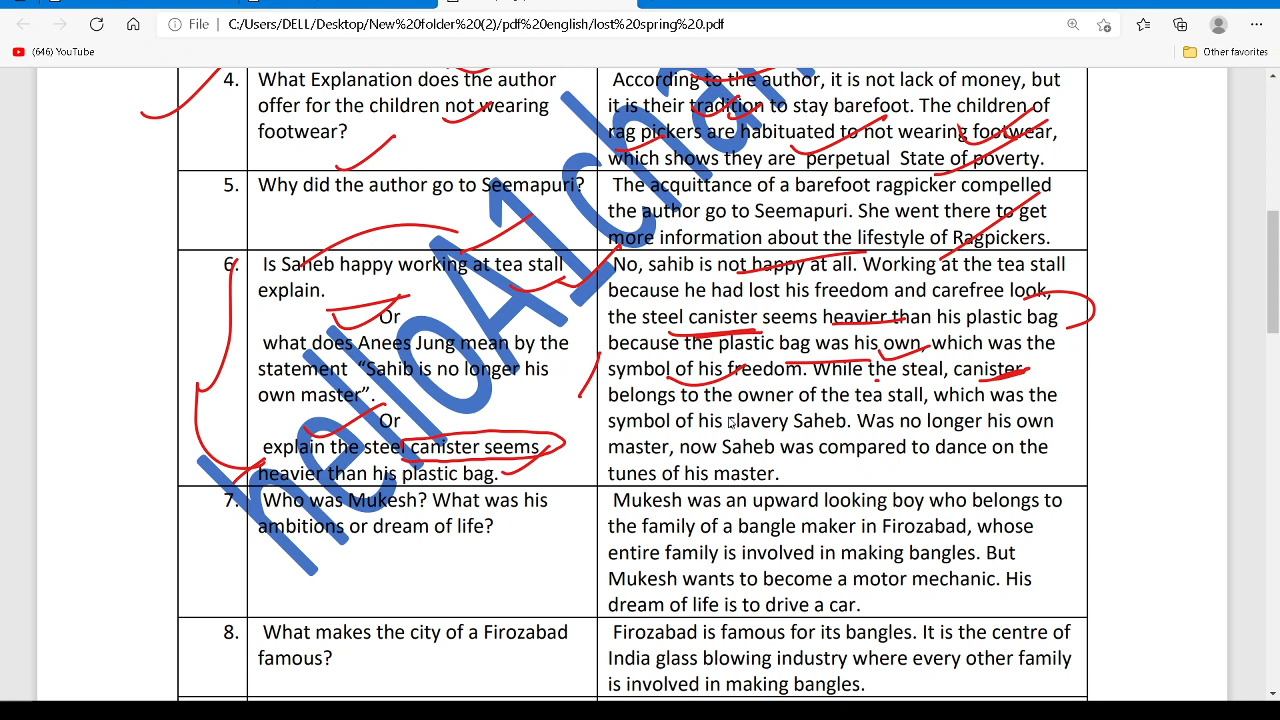 File
C:/Users/DELL/Desktop/New%20folder%20(2)/pdf%20english/lost%20spring%20.pdf
(646) YouTube
Other favorites
4. What Explanation does the author
offer for the children not wearing
footwear?
According to the author, it is not lack of money, but
it is their tradition to stay barefoot. The children of
rag pickers are habituated to not wearing footwear,
which shows they are perpetual State of poverty.
5. Why did the author go to Seemapuri?
The acquittance of a barefoot ragpicker compelled
the author go to Seemapuri. She went there to get
more information about the lifestyle of Ragpickers.
6. Is Saheb happy working at tea stall
explain.
Or
what does Anees Jung mean by the
statement “Sahib is no longer his
own master”.
Or
explain the steel canister seems
heavier than his plastic bag.
No, sahib is not happy at all. Working at the tea stall
because he had lost his freedom and carefree look,
the steel canister seems heavier than his plastic bag
because the plastic bag was his own, which was the
symbol of his freedom. While the steal, canister
belongs to the owner of the tea stall, which was the
symbol of his slavery Saheb. Was no longer his own
master, now Saheb was compared to dance on the
tunes of his master.
7. Who was Mukesh? What was his
ambitions or dream of life?
Mukesh was an upward looking boy who belongs to
the family of a bangle maker in Firozabad, whose
entire family is involved in making bangles. But
Mukesh wants to become a motor mechanic. His
dream of life is to drive a car.
8. What makes the city of a Firozabad
famous?
Firozabad is famous for its bangles. It is the centre of
India glass blowing industry where every other family
is involved in making bangles.